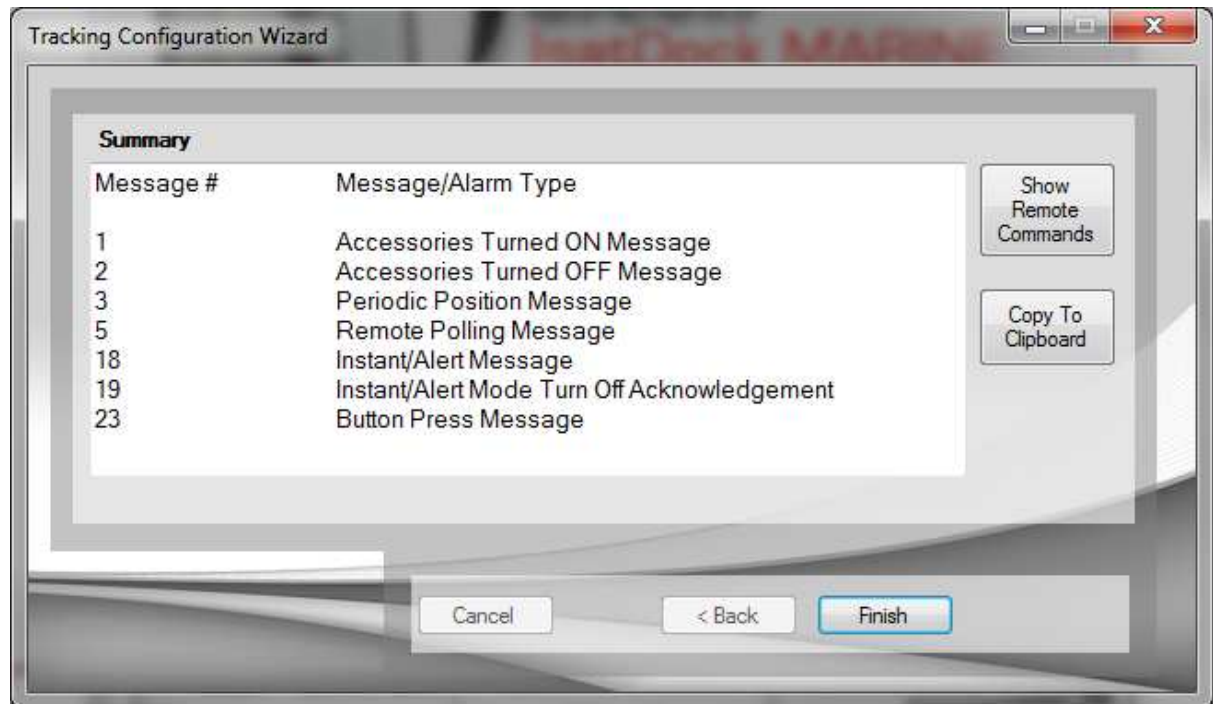 Tracking Configuration Wizard
Summary
Message # Message/Alarm Type
1 Accessories Turned ON Message
2 Accessories Turned OFF Message
3 Periodic Position Message
5 Remote Polling Message
18 Instant/Alert Message
19 Instant/Alert Mode Turn Off Acknowledgement
23 Button Press Message
Show
Remote
Commands
Copy To
Clipboard
Cancel
< Back
Finish